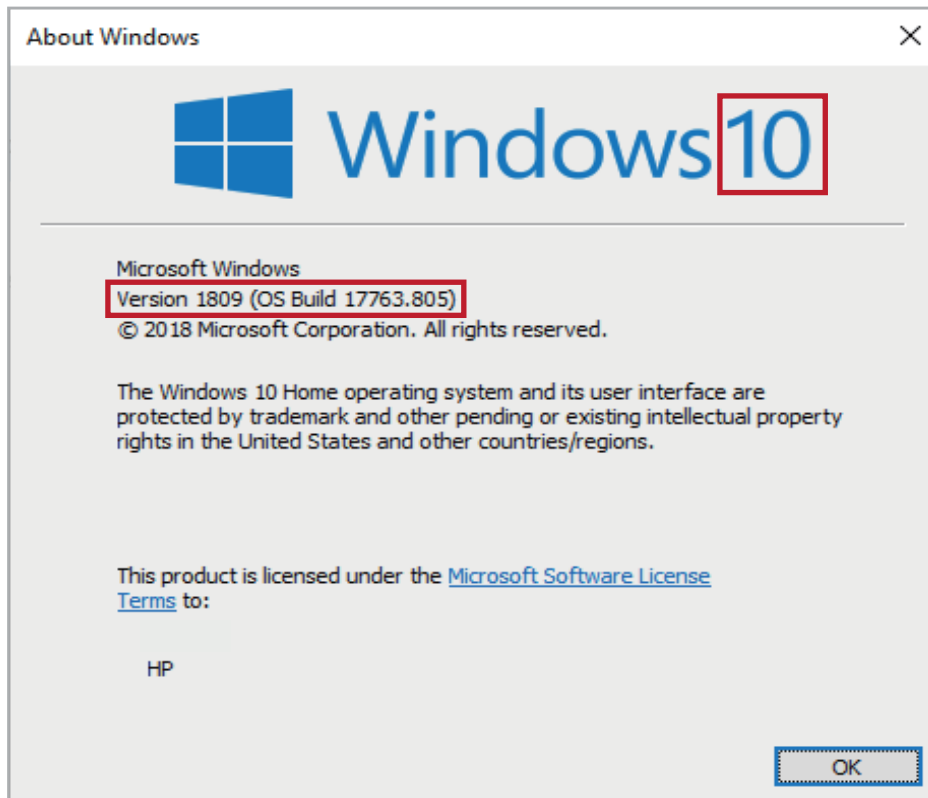 About Windows
Windows 10
Microsoft Windows
Version 1809 (OS Build 17763.805)
© 2018 Microsoft Corporation. All rights reserved.
The Windows 10 Home operating system and its user interface are
protected by trademark and other pending or existing intellectual property
rights in the United States and other countries/regions.
This product is licensed under the Microsoft Software License
Terms to:
HP
OK